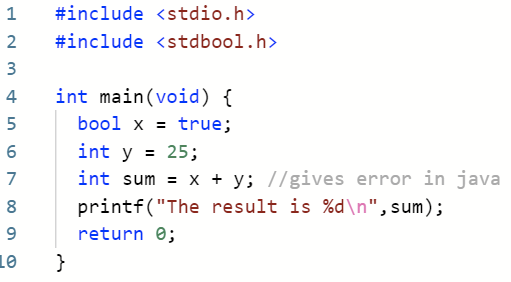 1 #include <stdio.h>
2 #include <stdbool.h>
3
4 int main(void) {
5   bool x = true;
6   int y = 25;
7   int sum = x + y; //gives error in java
8   printf("The result is %d\n",sum);
9   return 0;
10 }